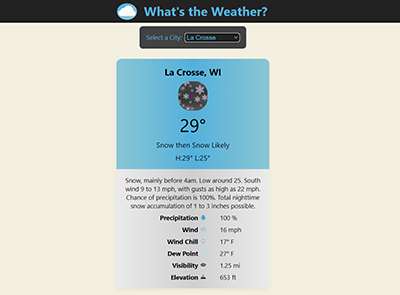 What's the Weather?
Select a City: La Crosse
La Crosse, WI
29°
Snow then Snow Likely
H:29° L:25°
Snow, mainly before 4am. Low around 25. South
wind 9 to 13 mph, with gusts as high as 22 mph.
Chance of precipitation is 100%. Total nighttime
snow accumulation of 1 to 3 inches possible.
Precipitation 100 %
Wind 16 mph
Wind Chill 17° F
Dew Point 27° F
Visibility 1.25 mi
Elevation 653 ft